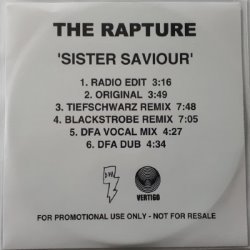 THE RAPTURE
'SISTER SAVIOUR'
1. RADIO EDIT 3:16
2. ORIGINAL 3:49
3. TIEFSCHWARZ REMIX 7:48
4. BLACKSTROBE REMIX 7:05
5. DFA VOCAL MIX 4:27
6. DFA DUB 4:34
DFA
VERTIGO
FOR PROMOTIONAL USE ONLY - NOT FOR RESALE